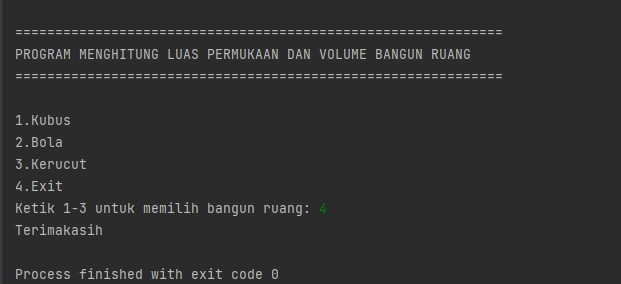 =============================================================
PROGRAM MENGHITUNG LUAS PERMUKAAN DAN VOLUME BANGUN RUANG
=============================================================
1.Kubus
2.Bola
3.Kerucut
4.Exit
Ketik 1-3 untuk memilih bangun ruang: 4
Terimakasih
Process finished with exit code 0